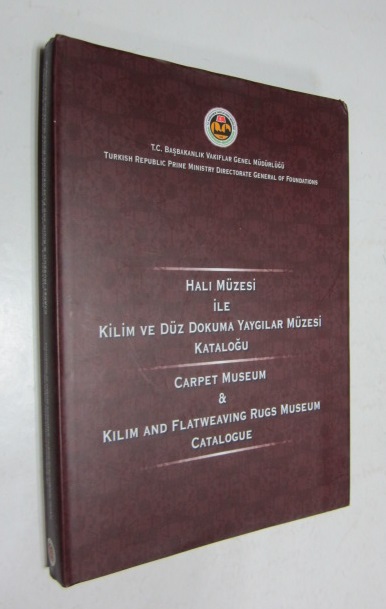 T.C. BAŞBAKANLIK VAKIFLAR GENEL MÜDÜRLÜĞÜ
TURKISH REPUBLIC PRIME MINISTRY DIRECTORATE GENERAL OF FOUNDATIONS
HALI MÜZESİ
İLE
KİLİM VE DÜZ DOKUMA YAYGILAR MÜZESİ
KATALOĞU
CARPET MUSEUM
&
KILIM AND FLATWEAVING RUGS MUSEUM
CATALOGUE